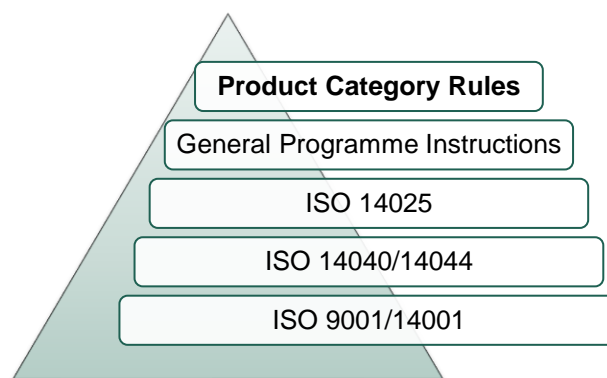 Product Category Rules
General Programme Instructions
ISO 14025
ISO 14040/14044
ISO 9001/14001